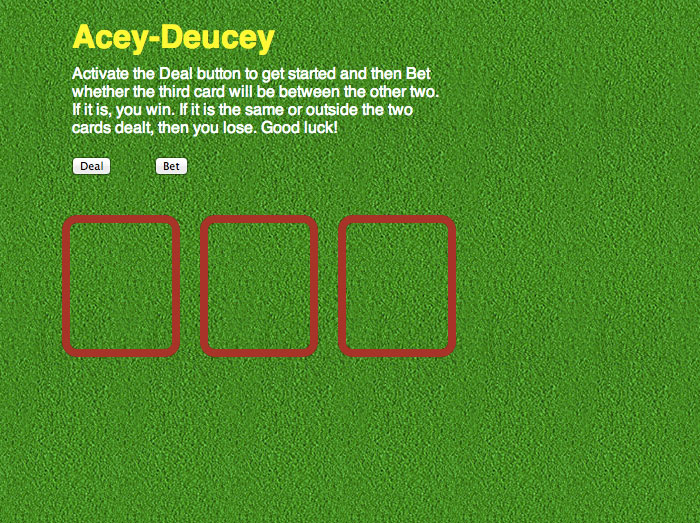 Acey-Deucey
Activate the Deal button to get started and then Bet
whether the third card will be between the other two.
If it is, you win. If it is the same or outside the two
cards dealt, then you lose. Good luck!
Deal Bet